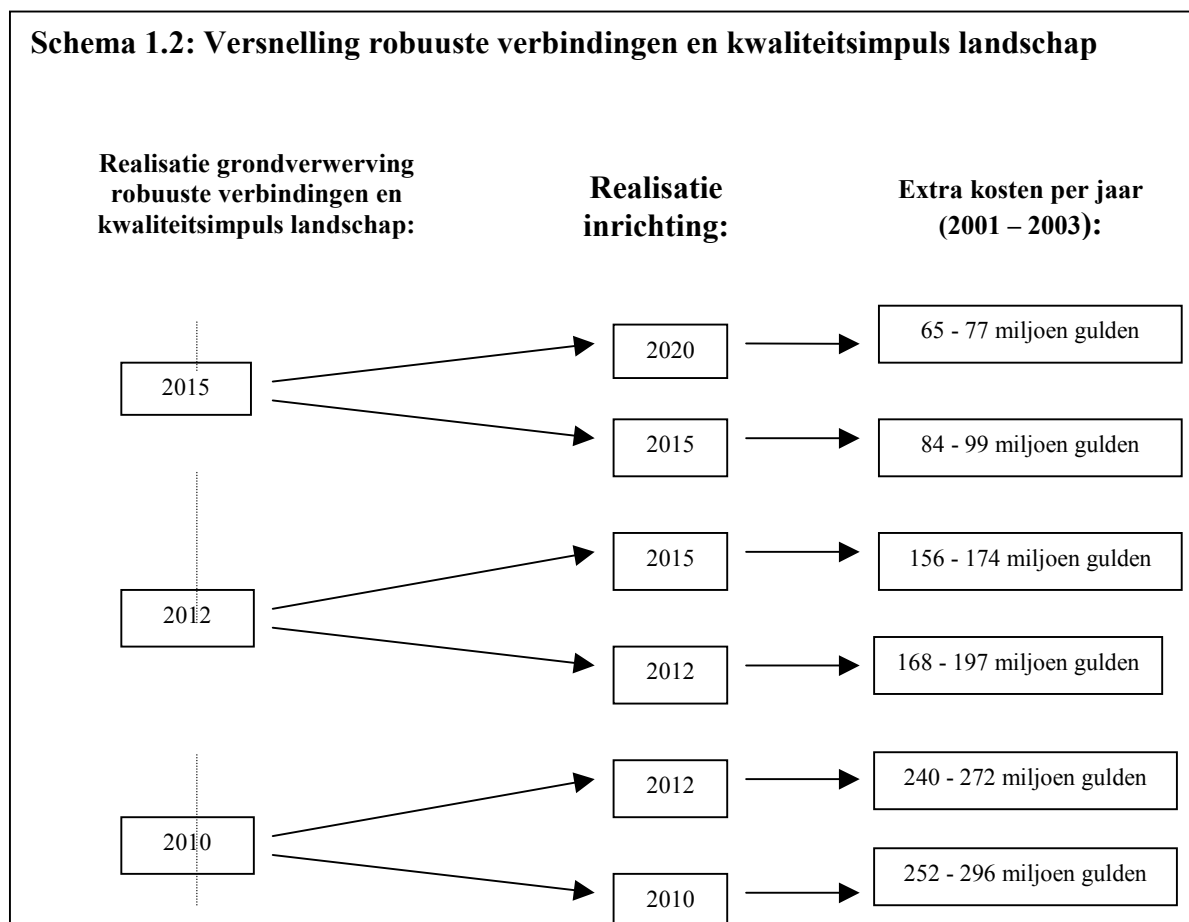 Schema 1.2: Versnelling robuuste verbindingen en kwaliteitsimpuls landschap
Realisatie grondverwerving
robuuste verbindingen en
kwaliteitsimpuls landschap:
Realisatie
inrichting:
Extra kosten per jaar
(2001 – 2003):
2015
2020
65 - 77 miljoen gulden
2015
84 - 99 miljoen gulden
2012
2015
156 - 174 miljoen gulden
2012
168 - 197 miljoen gulden
2010
2012
240 - 272 miljoen gulden
2010
252 - 296 miljoen gulden